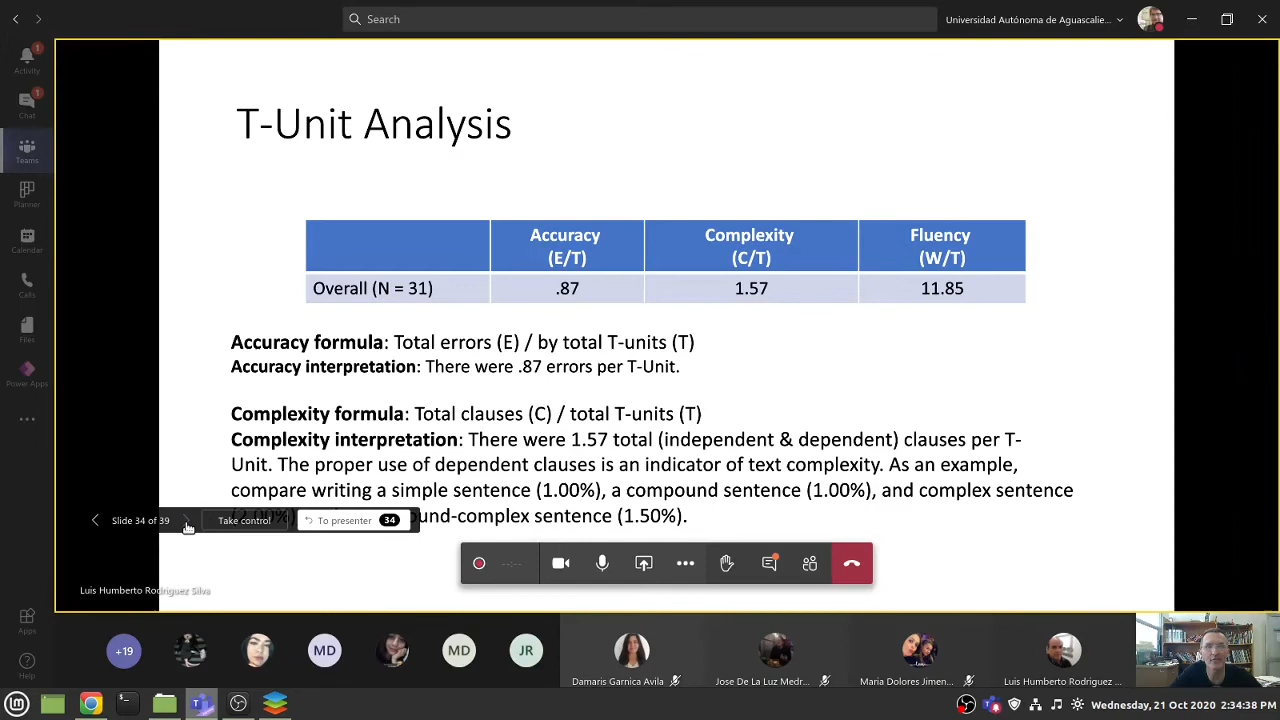 Search
Universidad Autónoma de Aguascalie...
1
Activity
1
Chat
Teams
Planner
Calendar
Calls
Files
Power Apps
Apps
Help
T-Unit Analysis
Accuracy (E/T)
Complexity (C/T)
Fluency (W/T)
Overall (N = 31) .87 1.57 11.85
Accuracy formula: Total errors (E) / by total T-units (T)
Accuracy interpretation: There were .87 errors per T-Unit.
Complexity formula: Total clauses (C) / total T-units (T)
Complexity interpretation: There were 1.57 total (independent & dependent) clauses per T-
Unit. The proper use of dependent clauses is an indicator of text complexity. As an example,
compare writing a simple sentence (1.00%), a compound sentence (1.00%), and complex sentence
ound-complex sentence (1.50%).
Slide 34 of 39
Take control
To presenter 34
--:--
Luis Humberto Rodriguez Silva
+19
MD
MD
JR
Damaris Garnica Avila
Jose De La Luz Medr...
Maria Dolores Jimen...
Luis Humberto Rodriguez ...
Wednesday, 21 Oct 2020, 2:34:38 PM